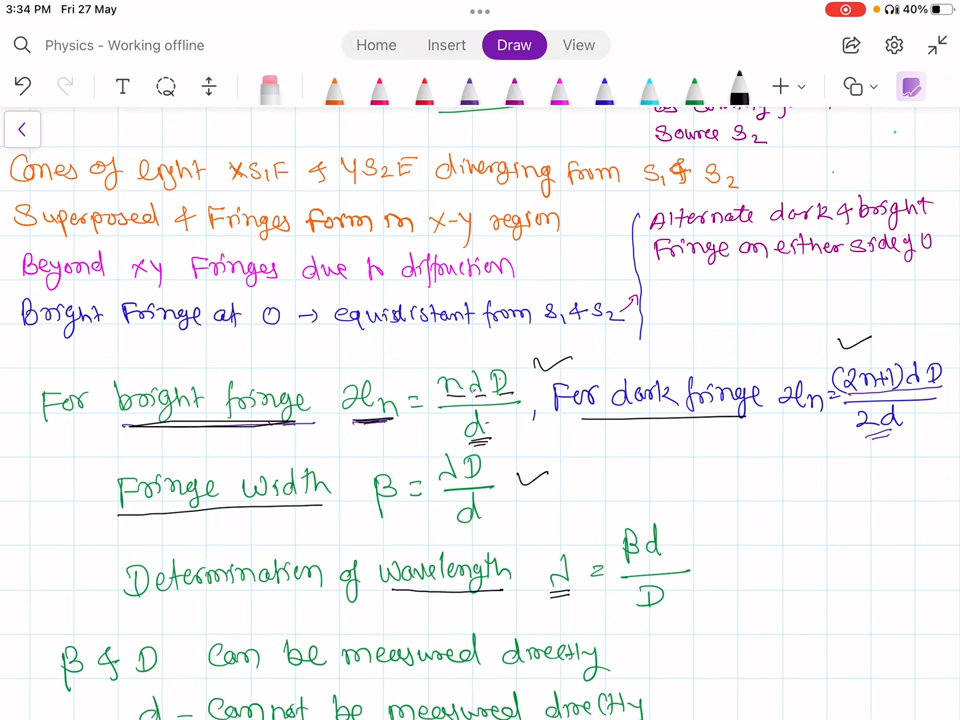 3:34 PM Fri 27 May
40%
Physics - Working offline
Home Insert Draw View
T
Source S2
Cones of light XS1F & YS2E diverging from S1 & S2
Superposed & Fringes form in X-Y region
Alternate dark & bright
Fringe on either side of O
Beyond xy Fringes due to diffraction
Bright Fringe at O → equidistant from S1 & S2
For bright fringe xn = nλD/d , For dark fringe xn = (2n+1)λD/2d
Fringe width β = λD/d
Determination of wavelength λ = βd/D
β & D Can be measured directly
d - Cannot be measured directly